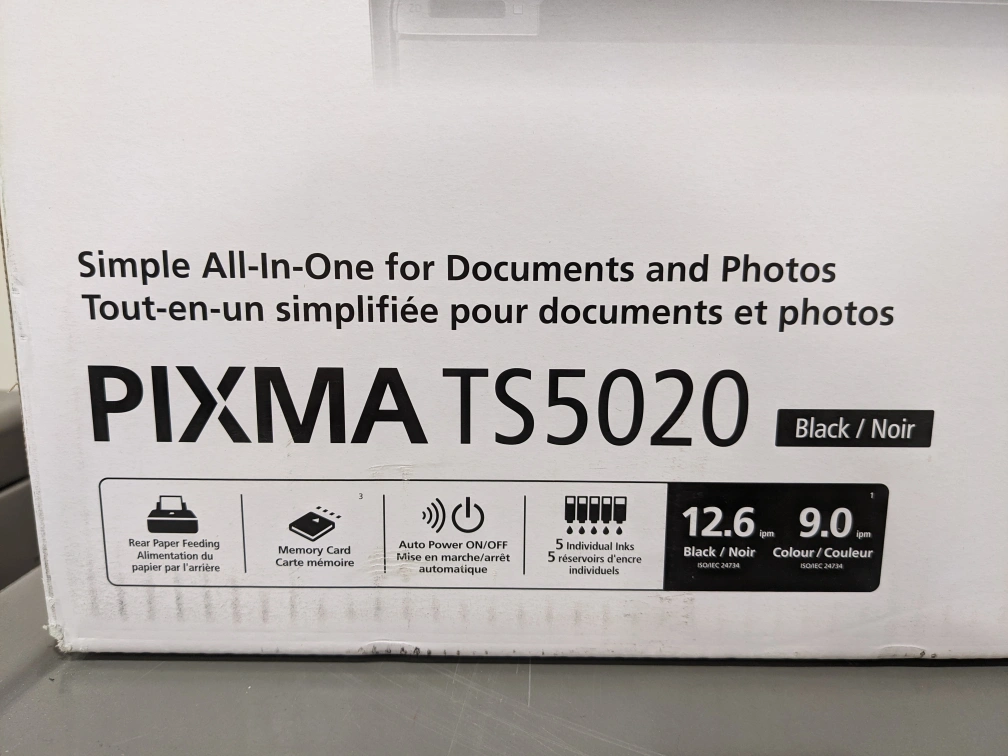 Simple All-In-One for Documents and Photos
Tout-en-un simplifiée pour documents et photos
PIXMA TS5020 Black / Noir
Rear Paper Feeding
Alimentation du
papier par l'arrière
3
Memory Card
Carte mémoire
Auto Power ON/OFF
Mise en marche/arrêt
automatique
5 Individual Inks
5 réservoirs d'encre
individuels
1
12.6 ipm
Black / Noir
ISO/IEC 24734
9.0 ipm
Colour / Couleur
ISO/IEC 24734